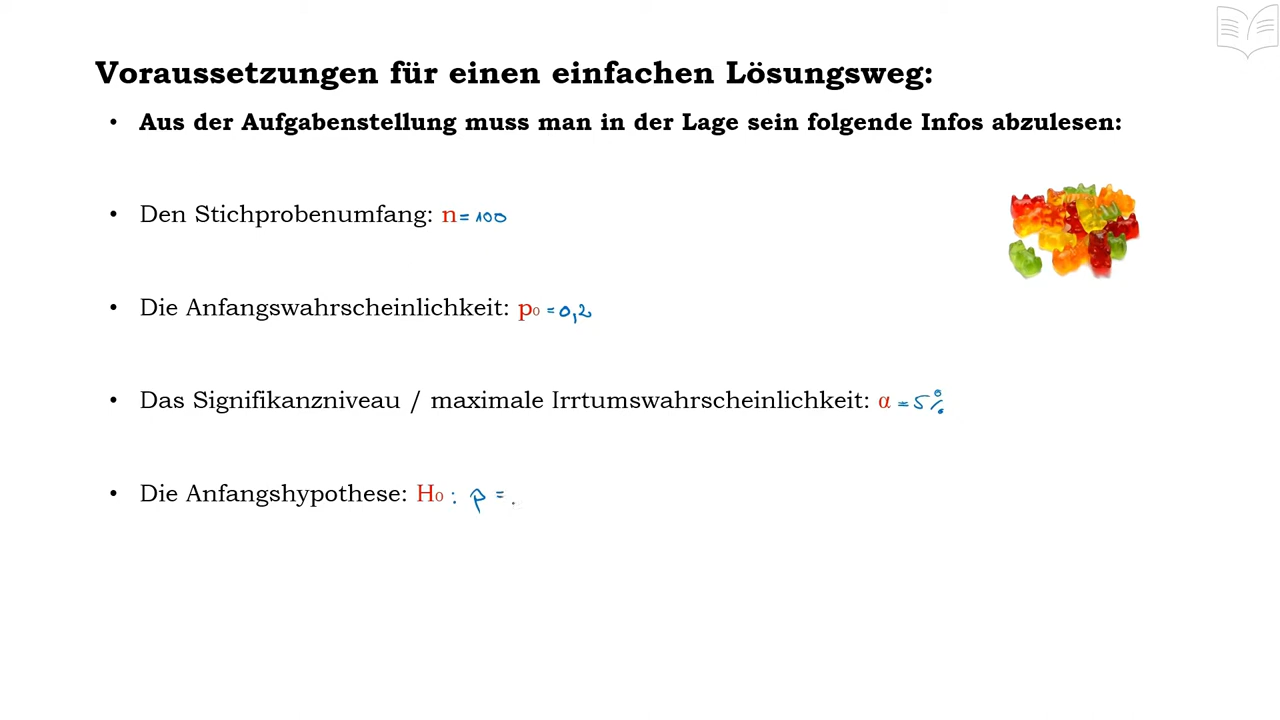 Voraussetzungen für einen einfachen Lösungsweg:
• Aus der Aufgabenstellung muss man in der Lage sein folgende Infos abzulesen:
• Den Stichprobenumfang: n = 100
• Die Anfangswahrscheinlichkeit: p₀ = 0,2
• Das Signifikanzniveau / maximale Irrtumswahrscheinlichkeit: α = 5%
• Die Anfangshypothese: H₀ : p =